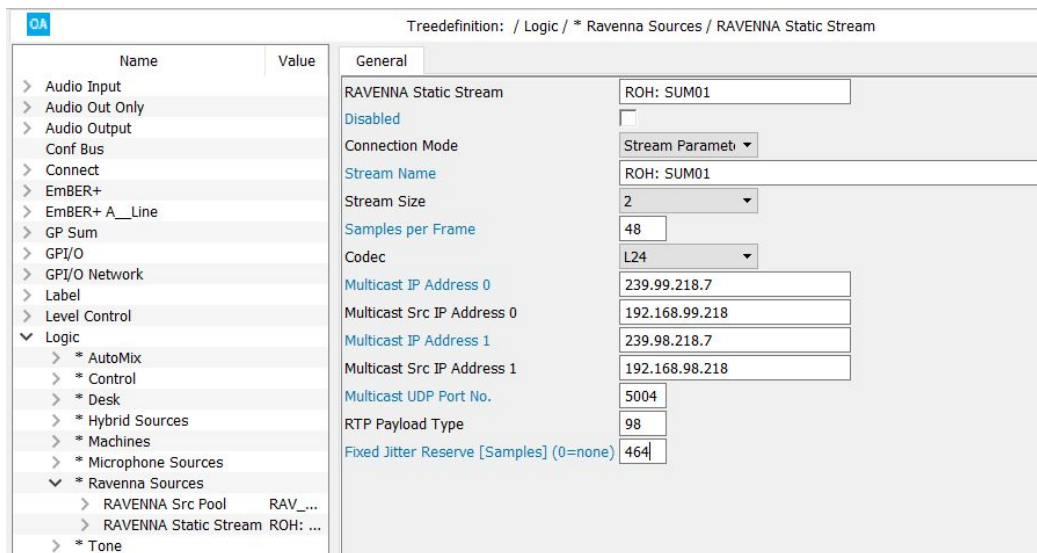 QA
Treedefinition: / Logic / * Ravenna Sources / RAVENNA Static Stream
Name Value
Audio Input
Audio Out Only
Audio Output
Conf Bus
Connect
EmBER+
EmBER+ A__Line
GP Sum
GPI/O
GPI/O Network
Label
Level Control
Logic
* AutoMix
* Control
* Desk
* Hybrid Sources
* Machines
* Microphone Sources
* Ravenna Sources
RAVENNA Src Pool RAV_...
RAVENNA Static Stream ROH: ...
* Tone
General
RAVENNA Static Stream ROH: SUM01
Disabled
Connection Mode Stream Paramet
Stream Name ROH: SUM01
Stream Size 2
Samples per Frame 48
Codec L24
Multicast IP Address 0 239.99.218.7
Multicast Src IP Address 0 192.168.99.218
Multicast IP Address 1 239.98.218.7
Multicast Src IP Address 1 192.168.98.218
Multicast UDP Port No. 5004
RTP Payload Type 98
Fixed Jitter Reserve [Samples] (0=none) 464